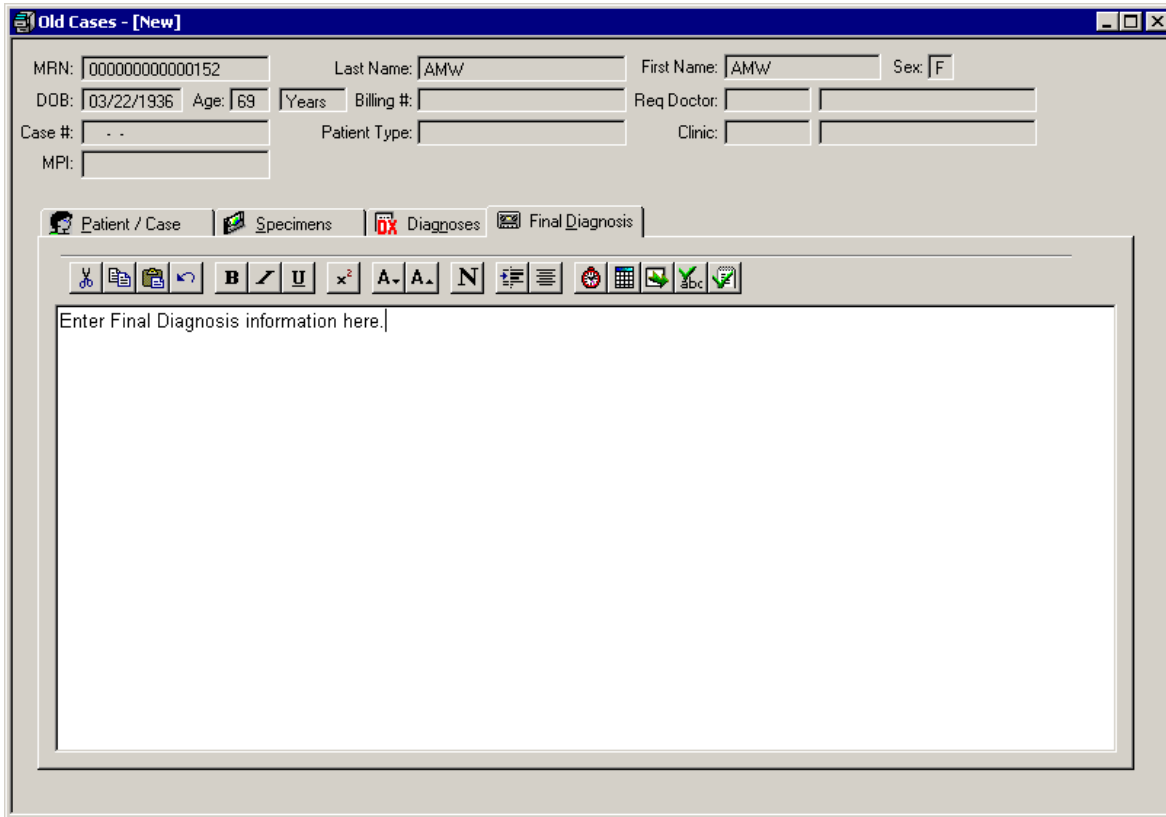 Old Cases - [New]
MRN: 000000000000152 Last Name: AMW First Name: AMW Sex: F
DOB: 03/22/1936 Age: 69 Years Billing #: Req Doctor:
Case #: - - Patient Type: Clinic:
MPI:
Patient / Case Specimens DX Diagnoses Final Diagnosis
B I U x² A A N abc
Enter Final Diagnosis information here.